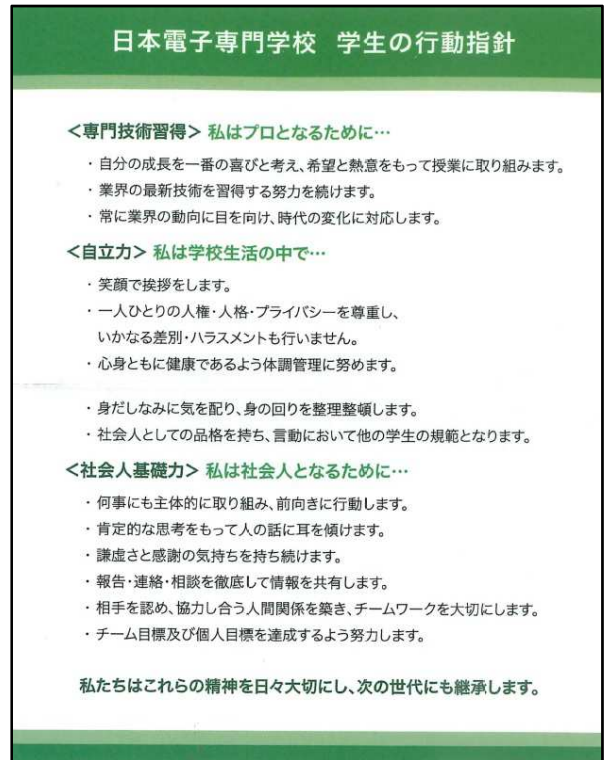 日本電子専門学校 学生の行動指針
＜専門技術習得＞ 私はプロとなるために…
・自分の成長を一番の喜びと考え、希望と熱意をもって授業に取り組みます。
・業界の最新技術を習得する努力を続けます。
・常に業界の動向に目を向け、時代の変化に対応します。
＜自立力＞ 私は学校生活の中で…
・笑顔で挨拶をします。
・一人ひとりの人権・人格・プライバシーを尊重し、
いかなる差別・ハラスメントも行いません。
・心身ともに健康であるよう体調管理に努めます。
・身だしなみに気を配り、身の回りを整理整頓します。
・社会人としての品格を持ち、言動において他の学生の規範となります。
＜社会人基礎力＞ 私は社会人となるために…
・何事にも主体的に取り組み、前向きに行動します。
・肯定的な思考をもって人の話に耳を傾けます。
・謙虚さと感謝の気持ちを持ち続けます。
・報告・連絡・相談を徹底して情報を共有します。
・相手を認め、協力し合う人間関係を築き、チームワークを大切にします。
・チーム目標及び個人目標を達成するよう努力します。
私たちはこれらの精神を日々大切にし、次の世代にも継承します。